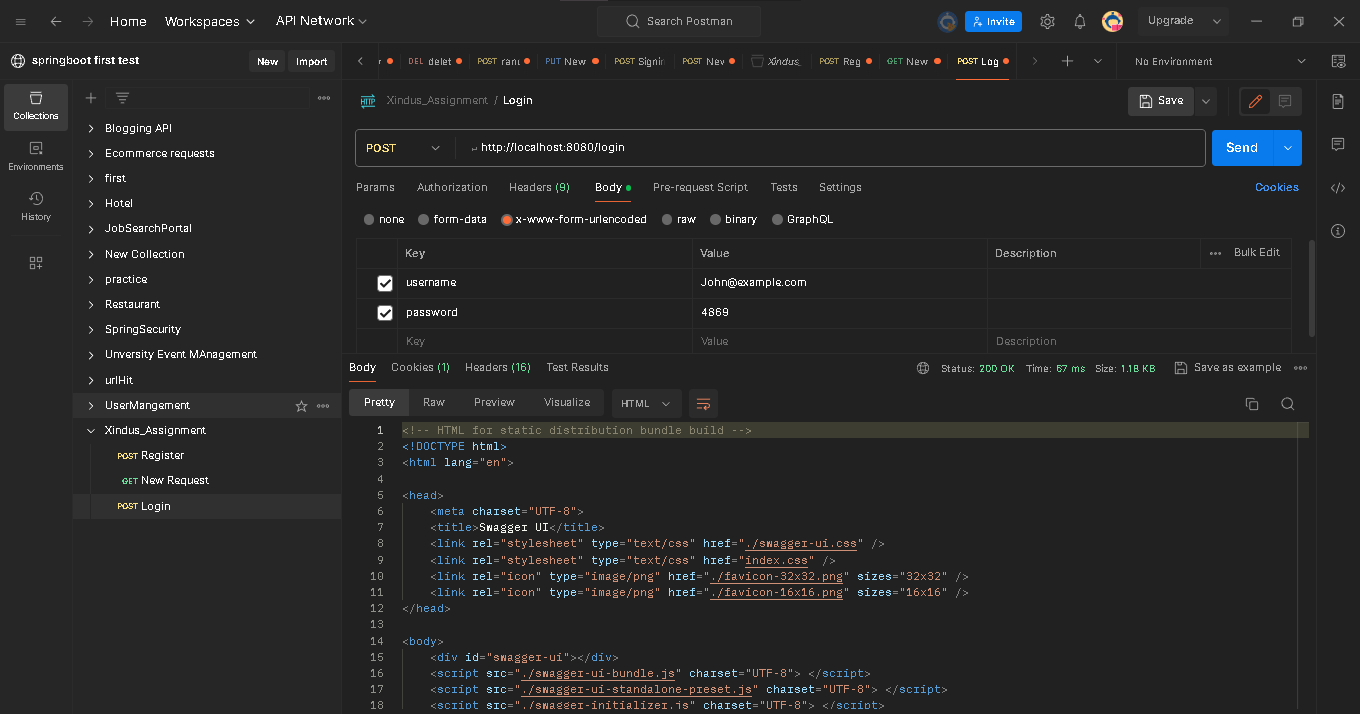 Home Workspaces API Network Search Postman Invite Upgrade
springboot first test New Import
DEL delet POST PUT New POST Signin POST Nev Xindus_ POST Reg GET New POST Log No Environment
Collections
Environments
History
Blogging API
Ecommerce requests
first
Hotel
JobSearchPortal
New Collection
practice
Restaurant
SpringSecurity
Unversity Event MAnagement
urlHit
UserMangement
Xindus_Assignment
POST Register
GET New Request
POST Login
HTTP Xindus_Assignment / Login Save
POST http://localhost:8080/login Send
Params Authorization Headers (9) Body Pre-request Script Tests Settings Cookies
none form-data x-www-form-urlencoded raw binary GraphQL
Key Value Description Bulk Edit
username John@example.com
password 4869
Key Value Description
Body Cookies (1) Headers (16) Test Results Status: 200 OK Time: 67 ms Size: 1.18 KB Save as example
Pretty Raw Preview Visualize HTML
1 <!-- HTML for static distribution bundle build -->
2 <!DOCTYPE html>
3 <html lang="en">
4
5 <head>
6 <meta charset="UTF-8">
7 <title>Swagger UI</title>
8 <link rel="stylesheet" type="text/css" href="./swagger-ui.css" />
9 <link rel="stylesheet" type="text/css" href="index.css" />
10 <link rel="icon" type="image/png" href="./favicon-32x32.png" sizes="32x32" />
11 <link rel="icon" type="image/png" href="./favicon-16x16.png" sizes="16x16" />
12 </head>
13
14 <body>
15 <div id="swagger-ui"></div>
16 <script src="./swagger-ui-bundle.js" charset="UTF-8"> </script>
17 <script src="./swagger-ui-standalone-preset.js" charset="UTF-8"> </script>
18 <script src="./swagger-initializer.js" charset="UTF-8"> </script>